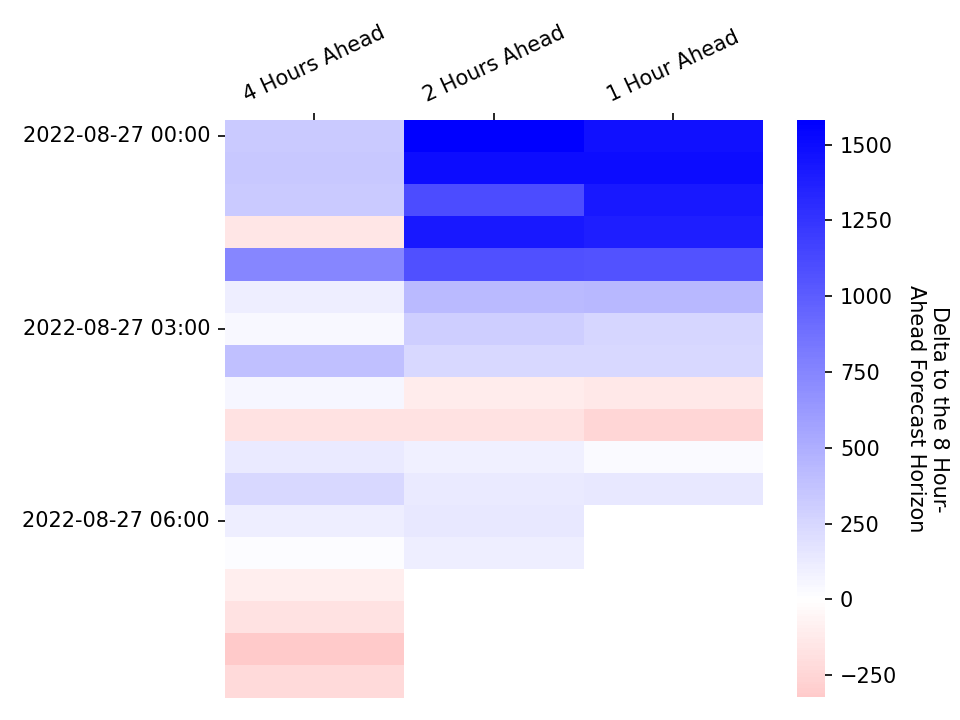 4 Hours Ahead
2 Hours Ahead
1 Hour Ahead
2022-08-27 00:00
2022-08-27 03:00
2022-08-27 06:00
1500
1250
1000
750
500
250
0
−250
Delta to the 8 Hour-
Ahead Forecast Horizon